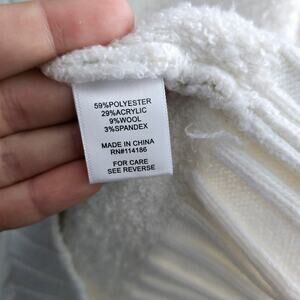 59%POLYESTER
29%ACRYLIC
9%WOOL
3%SPANDEX
MADE IN CHINA
RN#114186
FOR CARE
SEE REVERSE